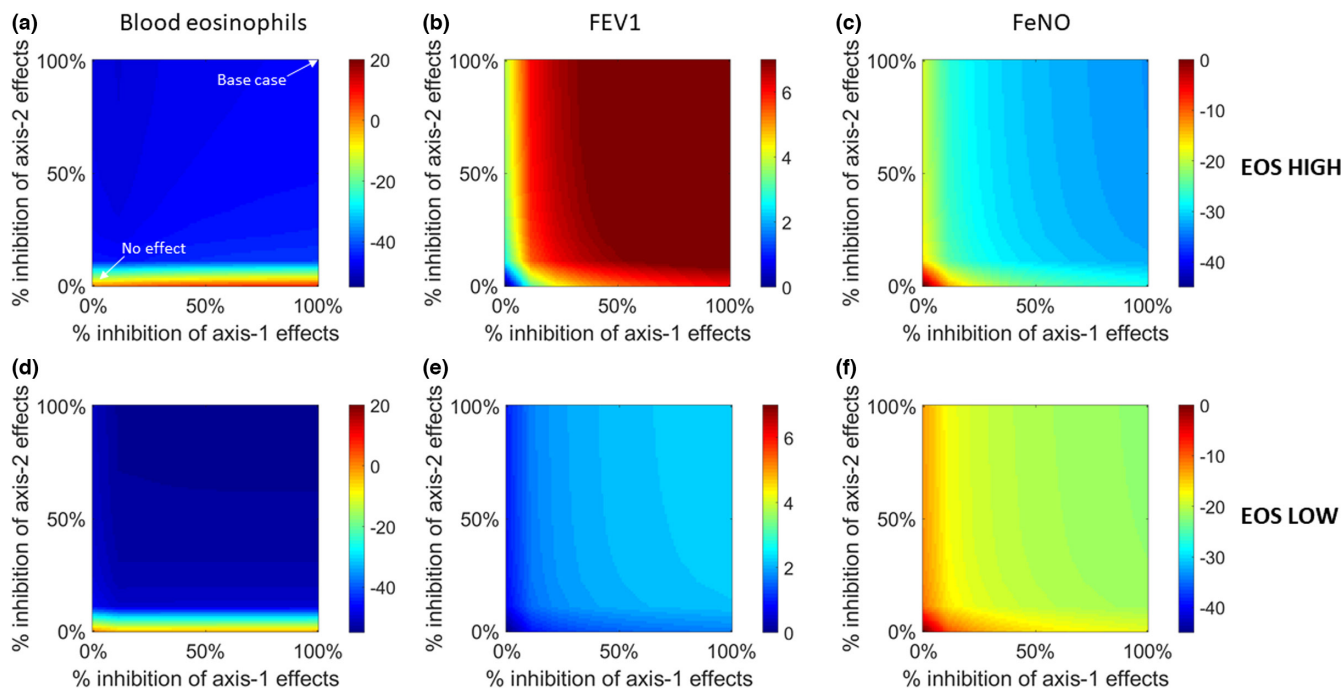 (a) Blood eosinophils
(b) FEV1
(c) FeNO
% inhibition of axis-2 effects
100%
50%
0%
Base case
No effect
0% 50% 100%
% inhibition of axis-1 effects
20
0
-20
-40
% inhibition of axis-2 effects
100%
50%
0%
0% 50% 100%
% inhibition of axis-1 effects
6
4
2
0
% inhibition of axis-2 effects
100%
50%
0%
0% 50% 100%
% inhibition of axis-1 effects
0
-10
-20
-30
-40
EOS HIGH
(d)
% inhibition of axis-2 effects
100%
50%
0%
0% 50% 100%
% inhibition of axis-1 effects
20
0
-20
-40
(e)
% inhibition of axis-2 effects
100%
50%
0%
0% 50% 100%
% inhibition of axis-1 effects
6
4
2
0
(f)
% inhibition of axis-2 effects
100%
50%
0%
0% 50% 100%
% inhibition of axis-1 effects
0
-10
-20
-30
-40
EOS LOW